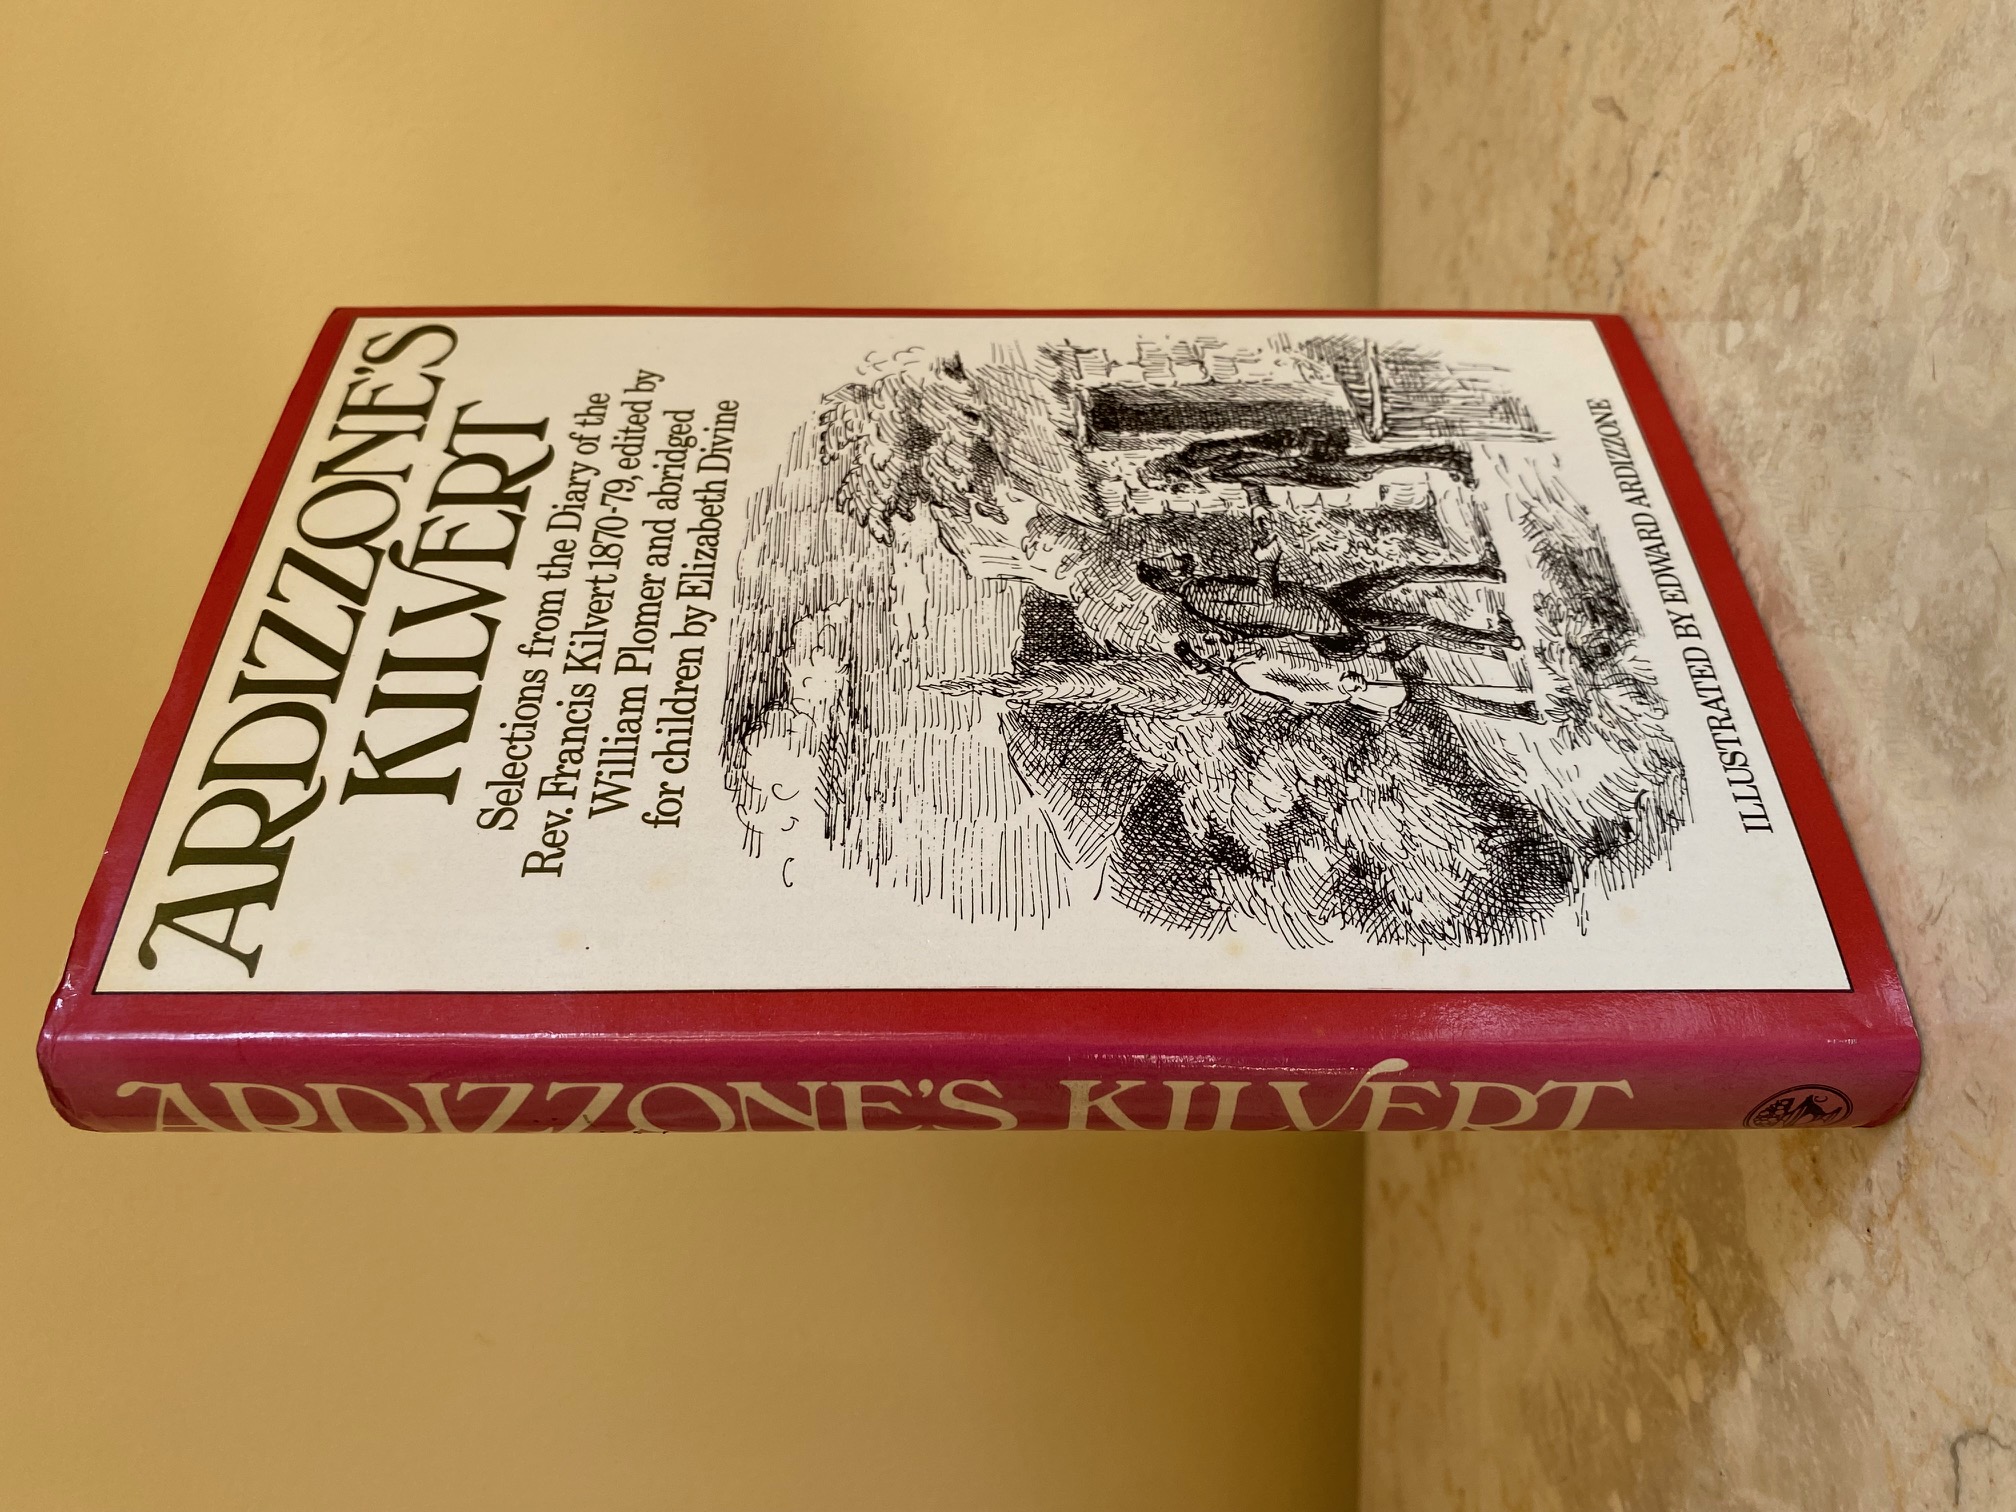 ARDIZZONE'S
KILVERT
Selections from the Diary of the
Rev. Francis Kilvert 1870-79, edited by
William Plomer and abridged
for children by Elizabeth Divine
ILLUSTRATED BY EDWARD ARDIZZONE
ARDIZZONE'S KILVERT